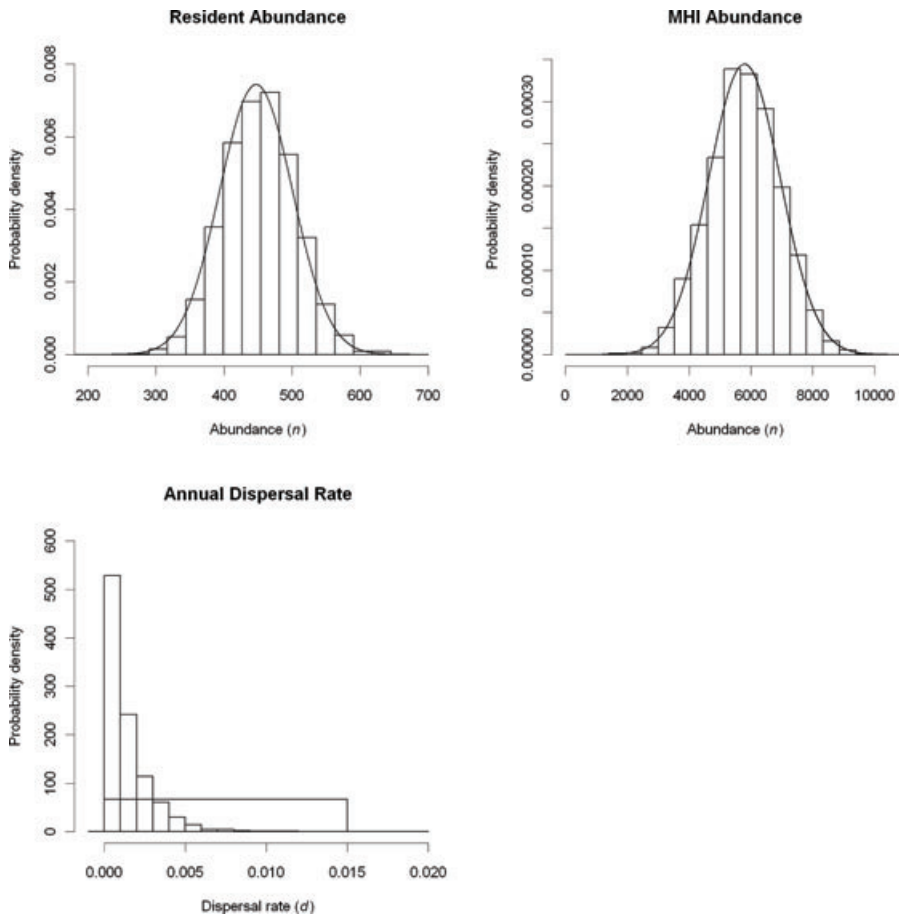 Resident Abundance
Probability density
0.000 0.002 0.004 0.006 0.008
200 300 400 500 600 700
Abundance (n)
MHI Abundance
Probability density
0.00000 0.00010 0.00020 0.00030
0 2000 4000 6000 8000 10000
Abundance (n)
Annual Dispersal Rate
Probability density
0 100 200 300 400 500 600
0.000 0.005 0.010 0.015 0.020
Dispersal rate (d)